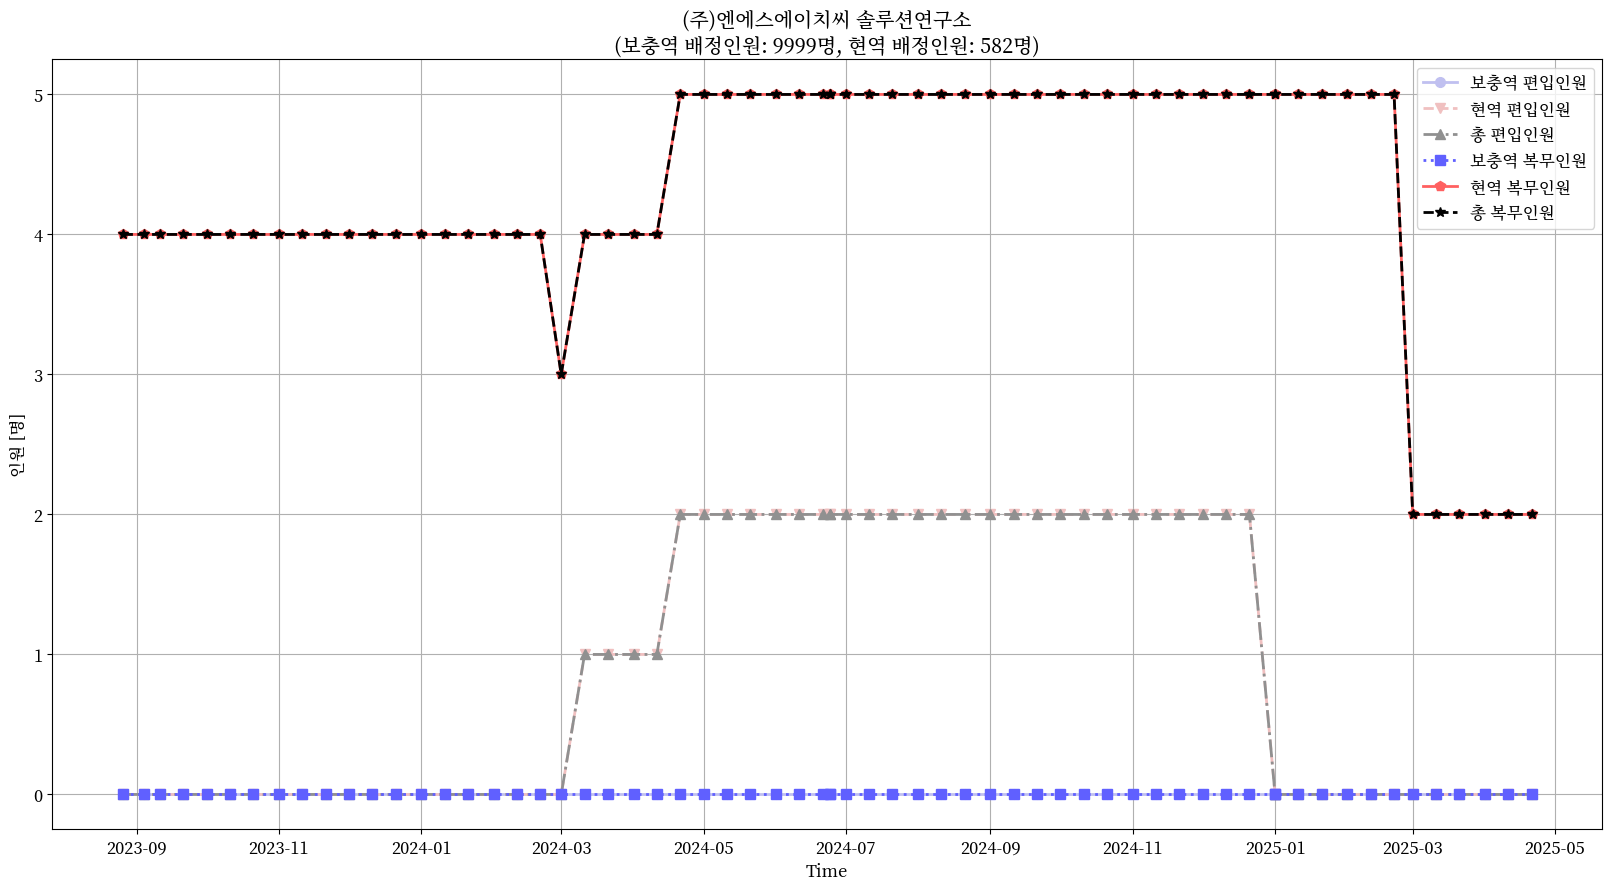 (주)엔에스에이치씨 솔루션연구소
(보충역 배정인원: 9999명, 현역 배정인원: 582명)
보충역 편입인원
현역 편입인원
총 편입인원
보충역 복무인원
현역 복무인원
총 복무인원
인원 [명]
5
4
3
2
1
0
2023-09
2023-11
2024-01
2024-03
2024-05
2024-07
2024-09
2024-11
2025-01
2025-03
2025-05
Time